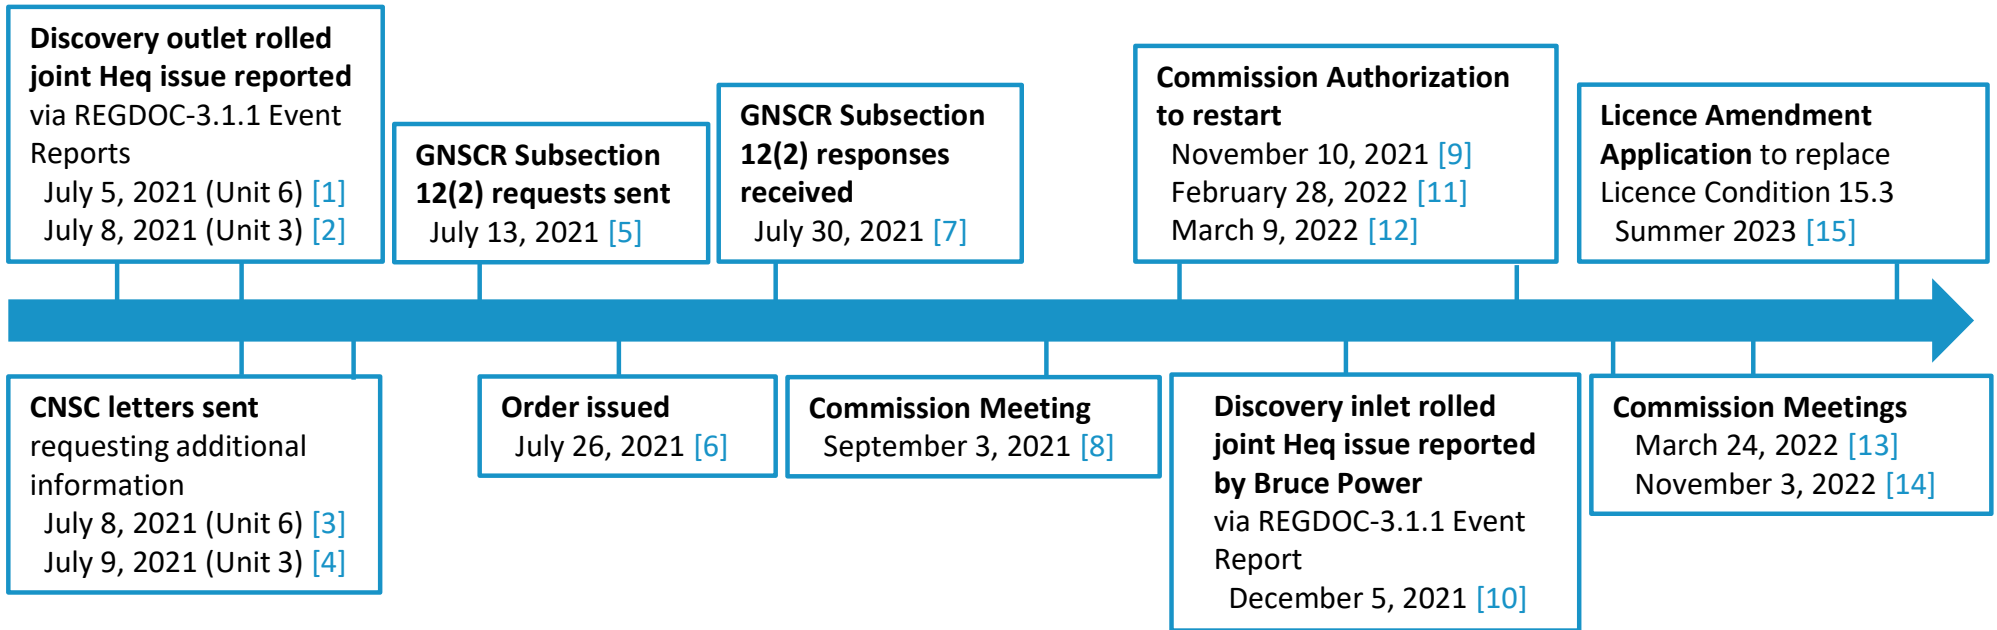 Discovery outlet rolled
joint Heq issue reported
via REGDOC-3.1.1 Event
Reports
July 5, 2021 (Unit 6) [1]
July 8, 2021 (Unit 3) [2]
GNSCR Subsection
12(2) requests sent
July 13, 2021 [5]
GNSCR Subsection
12(2) responses
received
July 30, 2021 [7]
Commission Authorization
to restart
November 10, 2021 [9]
February 28, 2022 [11]
March 9, 2022 [12]
Licence Amendment
Application to replace
Licence Condition 15.3
Summer 2023 [15]
CNSC letters sent
requesting additional
information
July 8, 2021 (Unit 6) [3]
July 9, 2021 (Unit 3) [4]
Order issued
July 26, 2021 [6]
Commission Meeting
September 3, 2021 [8]
Discovery inlet rolled
joint Heq issue reported
by Bruce Power
via REGDOC-3.1.1 Event
Report
December 5, 2021 [10]
Commission Meetings
March 24, 2022 [13]
November 3, 2022 [14]